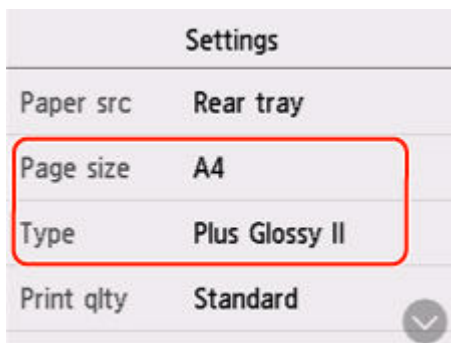 Settings
Paper src Rear tray
Page size A4
Type Plus Glossy II
Print qlty Standard